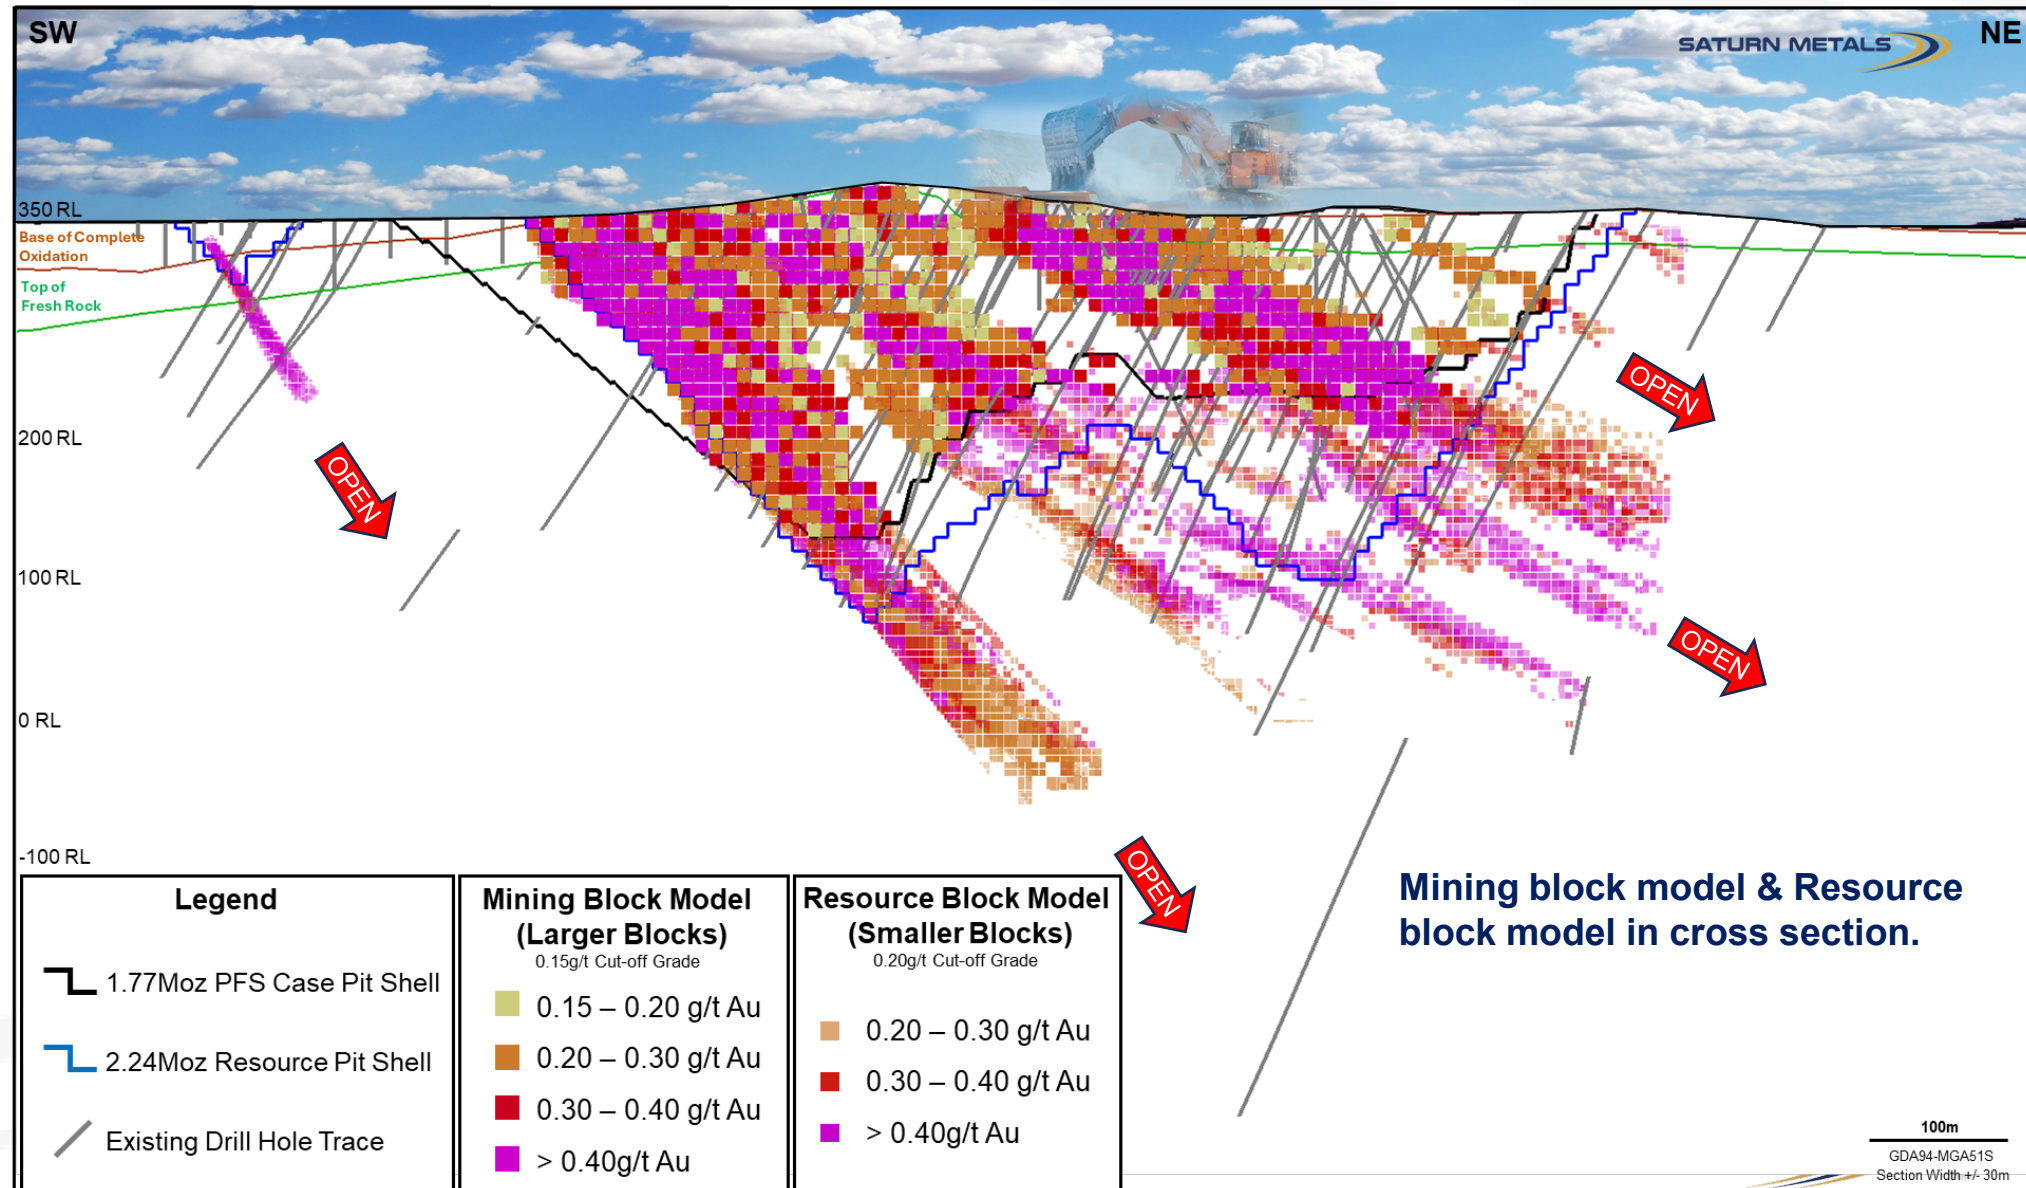 SW
SATURN METALS
NE
350 RL
Base of Complete
Oxidation
Top of
Fresh Rock
OPEN
200 RL
OPEN
100 RL
OPEN
0 RL
-100 RL
OPEN
Mining block model & Resource
block model in cross section.
Legend
1.77Moz PFS Case Pit Shell
2.24Moz Resource Pit Shell
Existing Drill Hole Trace
Mining Block Model
(Larger Blocks)
0.15g/t Cut-off Grade
0.15 – 0.20 g/t Au
0.20 – 0.30 g/t Au
0.30 – 0.40 g/t Au
> 0.40g/t Au
Resource Block Model
(Smaller Blocks)
0.20g/t Cut-off Grade
0.20 – 0.30 g/t Au
0.30 – 0.40 g/t Au
> 0.40g/t Au
100m
GDA94-MGA51S
Section Width +/- 30m